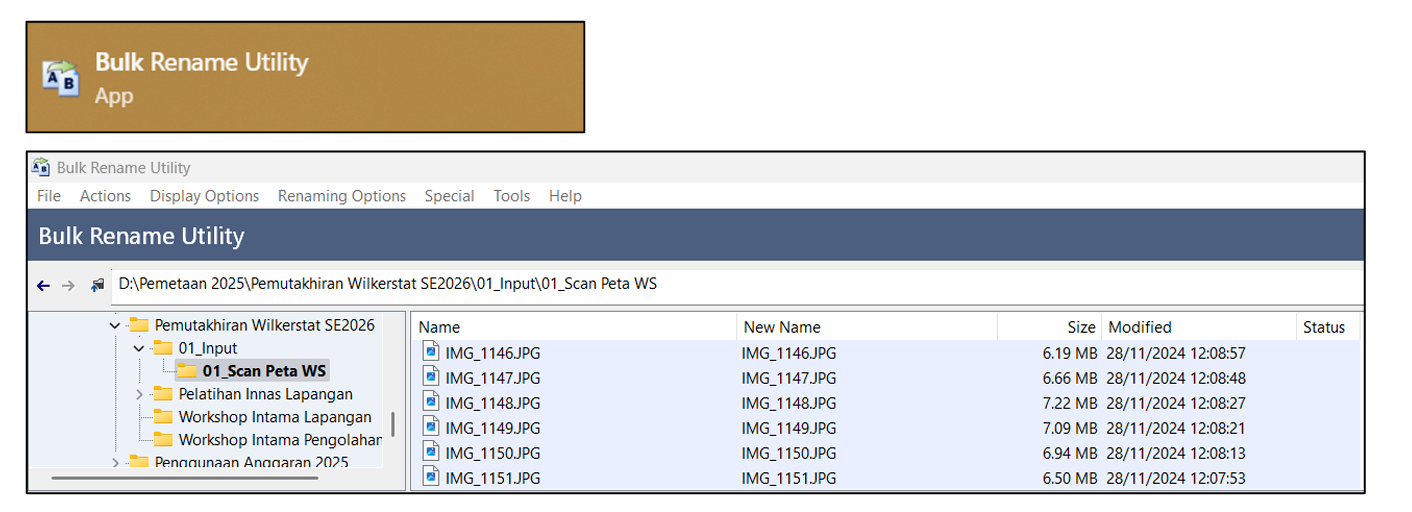 Bulk Rename Utility
App
Bulk Rename Utility
File Actions Display Options Renaming Options Special Tools Help
Bulk Rename Utility
D:\Pemetaan 2025\Pemutakhiran Wilkerstat SE2026\01_Input\01_Scan Peta WS
Pemutakhiran Wilkerstat SE2026
01_Input
01_Scan Peta WS
Pelatihan Innas Lapangan
Workshop Intama Lapangan
Workshop Intama Pengolahan
Penggunaan Anggaran 2025
Name New Name Size Modified Status
IMG_1146.JPG IMG_1146.JPG 6.19 MB 28/11/2024 12:08:57
IMG_1147.JPG IMG_1147.JPG 6.66 MB 28/11/2024 12:08:48
IMG_1148.JPG IMG_1148.JPG 7.22 MB 28/11/2024 12:08:27
IMG_1149.JPG IMG_1149.JPG 7.09 MB 28/11/2024 12:08:21
IMG_1150.JPG IMG_1150.JPG 6.94 MB 28/11/2024 12:08:13
IMG_1151.JPG IMG_1151.JPG 6.50 MB 28/11/2024 12:07:53